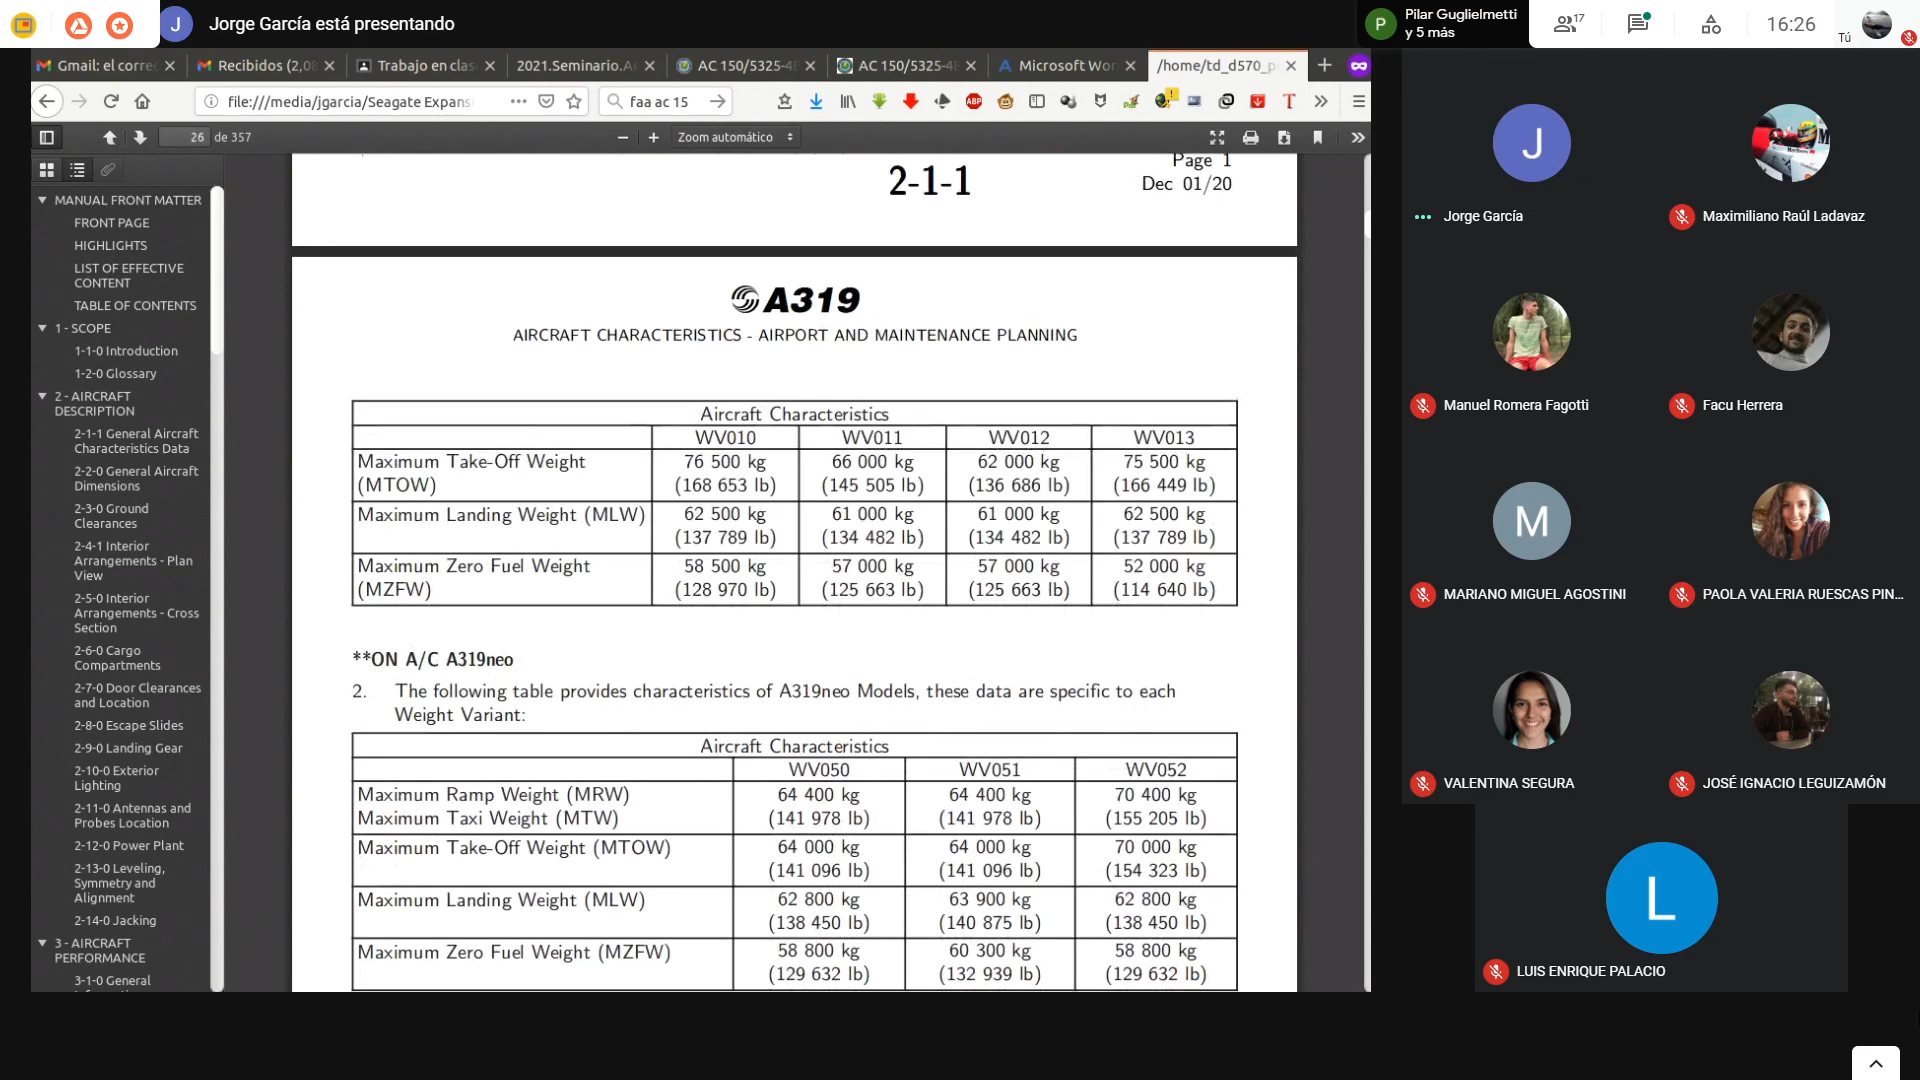 J
Jorge García está presentando
P
Pilar Guglielmetti
y 5 más
17
16:26
Tú
Gmail: el corre
Recibidos (2,08
Trabajo en clas
2021.Seminario.A
AC 150/5325-4
AC 150/5325-4
Microsoft Wor
/home/td_d570_p
file:///media/jgarcia/Seagate Expans
faa ac 15
ABP
26 de 357
Zoom automático
MANUAL FRONT MATTER
FRONT PAGE
HIGHLIGHTS
LIST OF EFFECTIVE
CONTENT
TABLE OF CONTENTS
1 - SCOPE
1-1-0 Introduction
1-2-0 Glossary
2 - AIRCRAFT
DESCRIPTION
2-1-1 General Aircraft
Characteristics Data
2-2-0 General Aircraft
Dimensions
2-3-0 Ground
Clearances
2-4-1 Interior
Arrangements - Plan
View
2-5-0 Interior
Arrangements - Cross
Section
2-6-0 Cargo
Compartments
2-7-0 Door Clearances
and Location
2-8-0 Escape Slides
2-9-0 Landing Gear
2-10-0 Exterior
Lighting
2-11-0 Antennas and
Probes Location
2-12-0 Power Plant
2-13-0 Leveling,
Symmetry and
Alignment
2-14-0 Jacking
3 - AIRCRAFT
PERFORMANCE
3-1-0 General
2-1-1
Page 1
Dec 01/20
A319
AIRCRAFT CHARACTERISTICS - AIRPORT AND MAINTENANCE PLANNING
Aircraft Characteristics
WV010 WV011 WV012 WV013
Maximum Take-Off Weight 76 500 kg 66 000 kg 62 000 kg 75 500 kg
(MTOW) (168 653 lb) (145 505 lb) (136 686 lb) (166 449 lb)
Maximum Landing Weight (MLW) 62 500 kg 61 000 kg 61 000 kg 62 500 kg
(137 789 lb) (134 482 lb) (134 482 lb) (137 789 lb)
Maximum Zero Fuel Weight 58 500 kg 57 000 kg 57 000 kg 52 000 kg
(MZFW) (128 970 lb) (125 663 lb) (125 663 lb) (114 640 lb)
**ON A/C A319neo
2. The following table provides characteristics of A319neo Models, these data are specific to each
Weight Variant:
Aircraft Characteristics
WV050 WV051 WV052
Maximum Ramp Weight (MRW) 64 400 kg 64 400 kg 70 400 kg
Maximum Taxi Weight (MTW) (141 978 lb) (141 978 lb) (155 205 lb)
Maximum Take-Off Weight (MTOW) 64 000 kg 64 000 kg 70 000 kg
(141 096 lb) (141 096 lb) (154 323 lb)
Maximum Landing Weight (MLW) 62 800 kg 63 900 kg 62 800 kg
(138 450 lb) (140 875 lb) (138 450 lb)
Maximum Zero Fuel Weight (MZFW) 58 800 kg 60 300 kg 58 800 kg
(129 632 lb) (132 939 lb) (129 632 lb)
J
Jorge García
Maximiliano Raúl Ladavaz
Manuel Romera Fagotti
Facu Herrera
M
MARIANO MIGUEL AGOSTINI
PAOLA VALERIA RUESCAS PIN...
VALENTINA SEGURA
JOSÉ IGNACIO LEGUIZAMÓN
L
LUIS ENRIQUE PALACIO